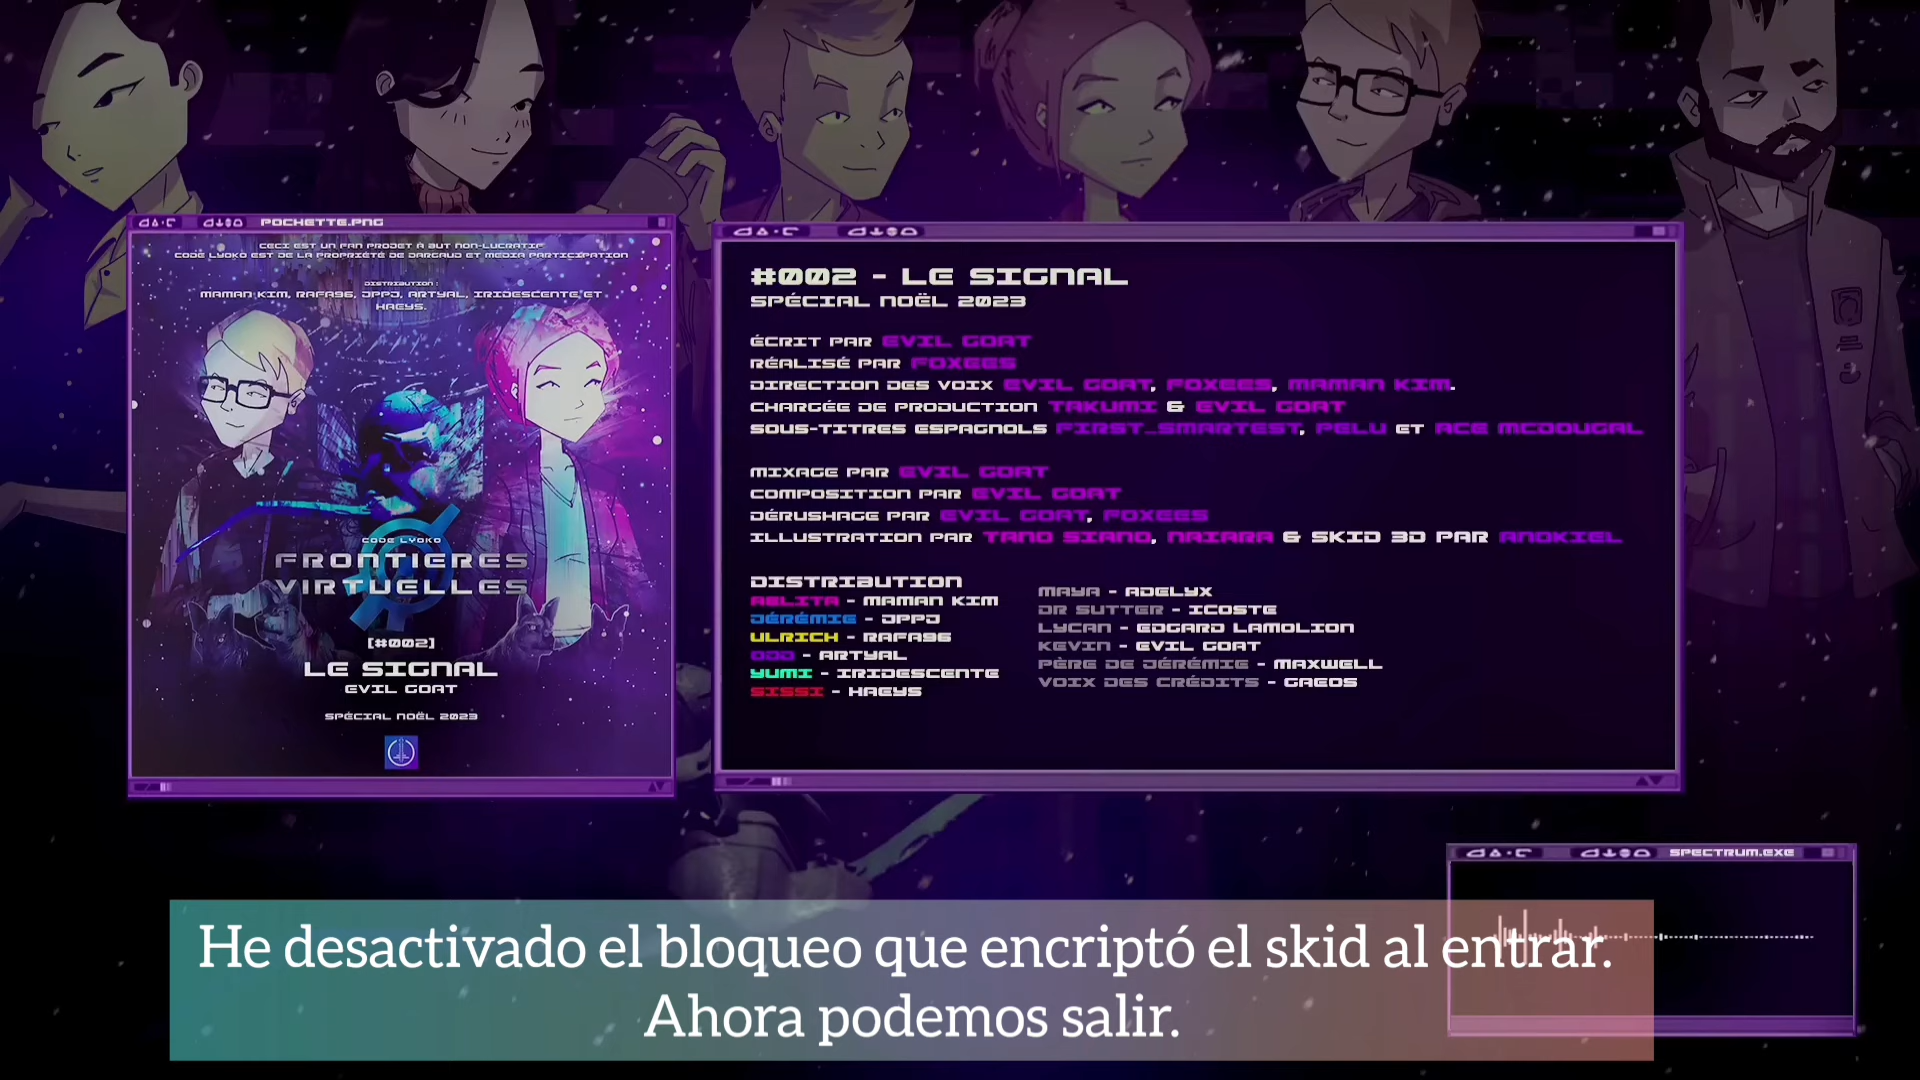 POCHETTE.PNG
CECI EST UN FAN PROJET À BUT NON-LUCRATIF
CODE LYOKO EST DE LA PROPRIÉTÉ DE DARGAUD ET MEDIA PARTICIPATION
DISTRIBUTION :
MAMAN KIM, RAFA96, JPPJ, ARTYAL, IRIDESCENTE ET
HAEYS.
CODE LYOKO
FRONTIERES
VIRTUELLES
[#002]
LE SIGNAL
EVIL GOAT
SPÉCIAL NOËL 2023
#002 - LE SIGNAL
SPÉCIAL NOËL 2023
ÉCRIT PAR EVIL GOAT
RÉALISÉ PAR FOXEES
DIRECTION DES VOIX EVIL GOAT, FOXEES, MAMAN KIM.
CHARGÉE DE PRODUCTION TAKUMI & EVIL GOAT
SOUS-TITRES ESPAGNOLS FIRST_SMARTEST, PELU ET ACE MCDOUGAL
MIXAGE PAR EVIL GOAT
COMPOSITION PAR EVIL GOAT
DÉRUSHAGE PAR EVIL GOAT, FOXEES
ILLUSTRATION PAR TANO SIANO, NAIARA & SKID 3D PAR ANOKIEL
DISTRIBUTION
AELITA - MAMAN KIM
JÉRÉMIE - JPPJ
ULRICH - RAFA96
ODD - ARTYAL
YUMI - IRIDESCENTE
SISSI - HAEYS
MAYA - ADELYX
DR SUTTER - ICOSTE
LYCAN - EDGARD LAMOLION
KEVIN - EVIL GOAT
PÈRE DE JÉRÉMIE - MAXWELL
VOIX DES CRÉDITS - GAEOS
SPECTRUM.EXE
He desactivado el bloqueo que encriptó el skid al entrar.
Ahora podemos salir.